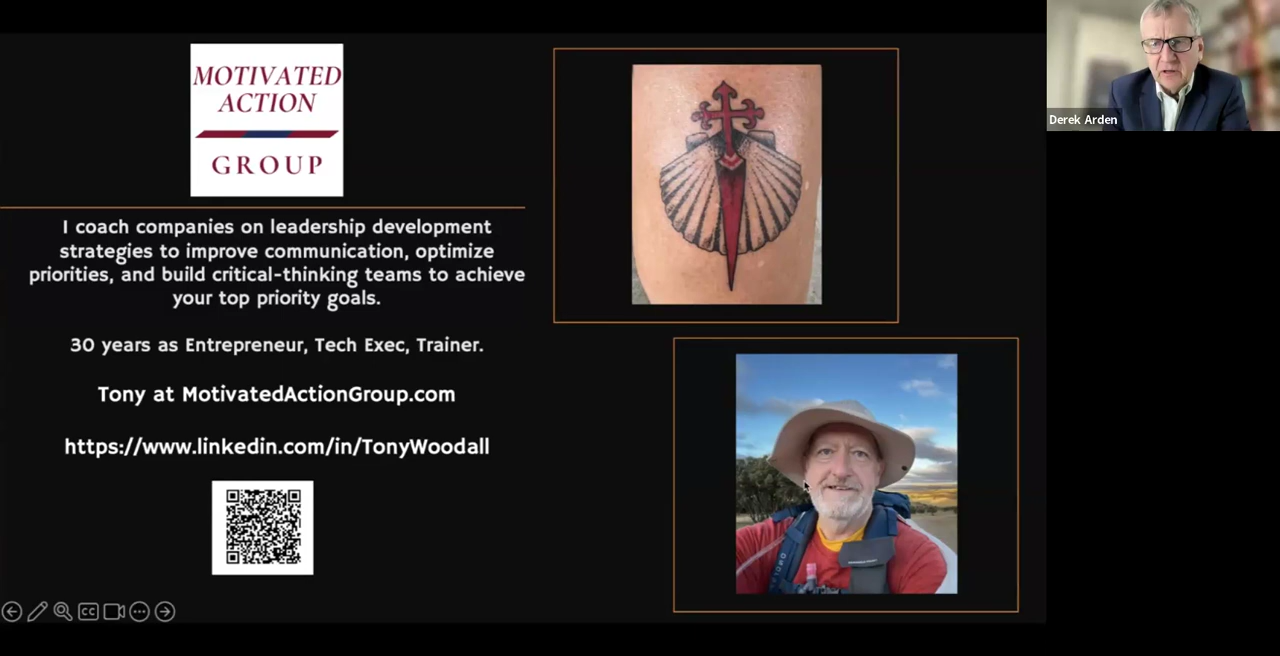 MOTIVATED
ACTION
GROUP
I coach companies on leadership development
strategies to improve communication, optimize
priorities, and build critical-thinking teams to achieve
your top priority goals.
30 years as Entrepreneur, Tech Exec, Trainer.
Tony at MotivatedActionGroup.com
https://www.linkedin.com/in/TonyWoodall
CC
Derek Arden